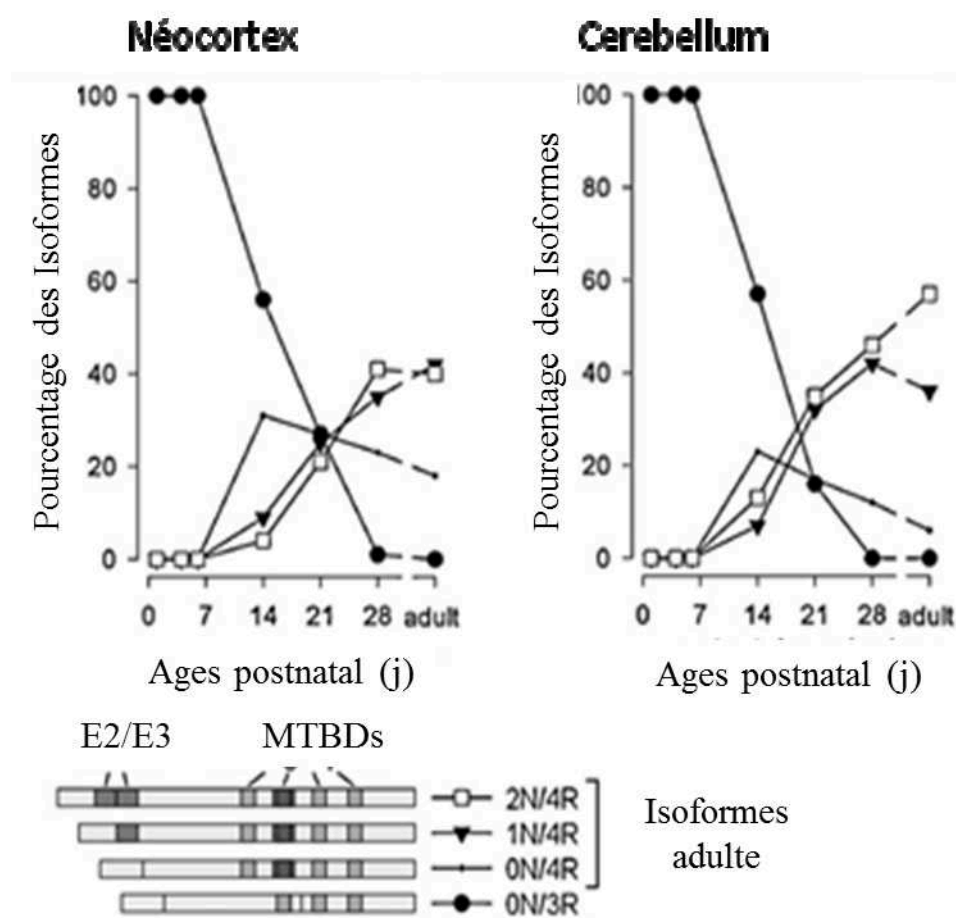 Néocortex
Cerebellum
Pourcentage des Isoformes
100
80
60
40
20
0
0 7 14 21 28 adult
Ages postnatal (j)
Pourcentage des Isoformes
100
80
60
40
20
0
0 7 14 21 28 adult
Ages postnatal (j)
E2/E3
MTBDs
2N/4R
1N/4R
0N/4R
0N/3R
Isoformes
adulte